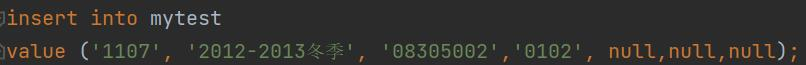 insert into mytest
value ('1107', '2012-2013冬季', '08305002','0102', null,null,null);